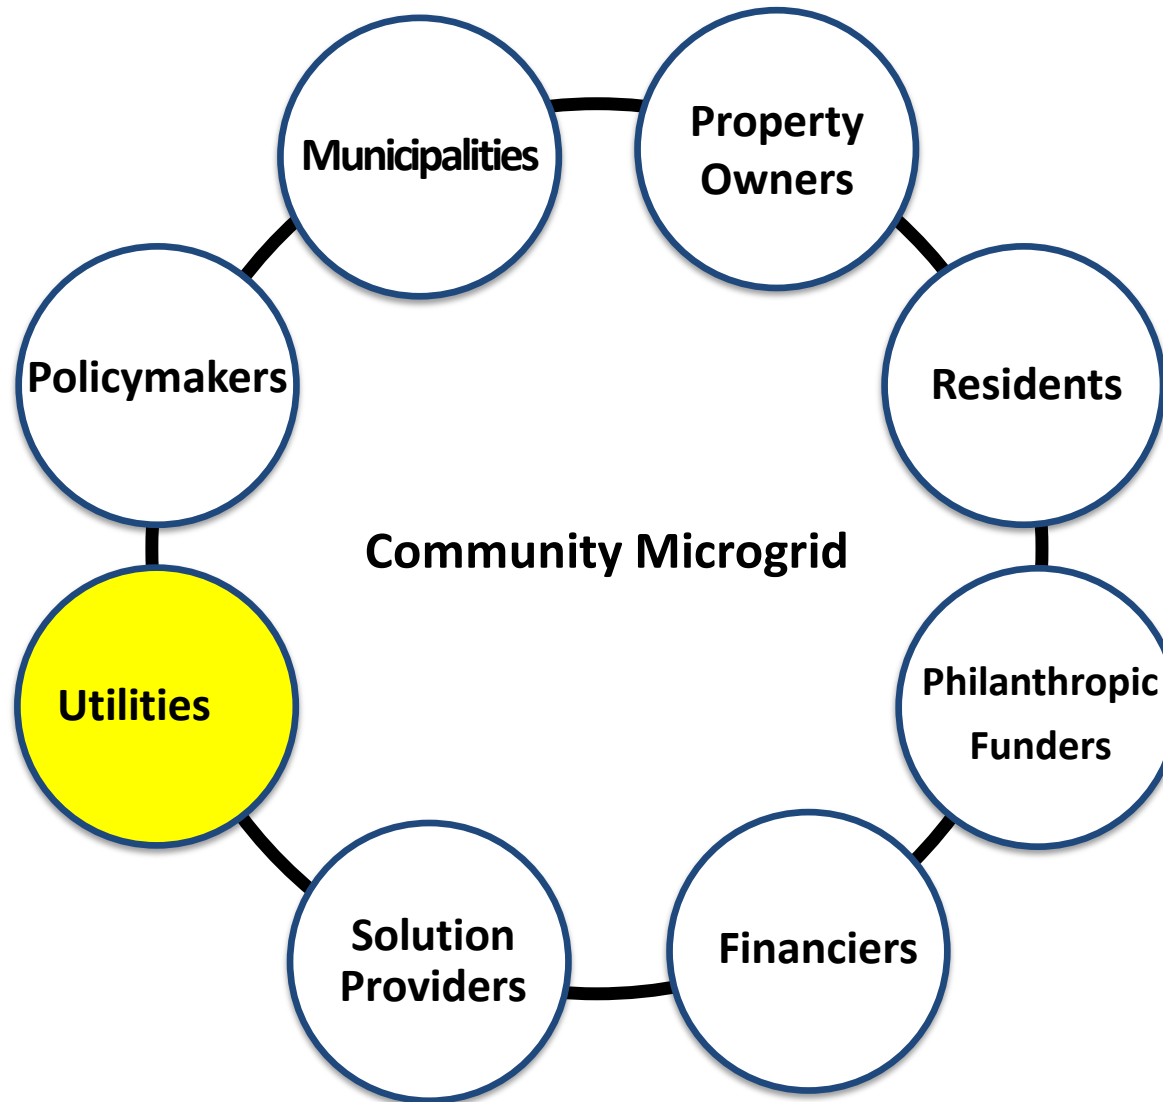 Municipalities
Property
Owners
Policymakers
Residents
Community Microgrid
Utilities
Philanthropic
Funders
Solution
Providers
Financiers